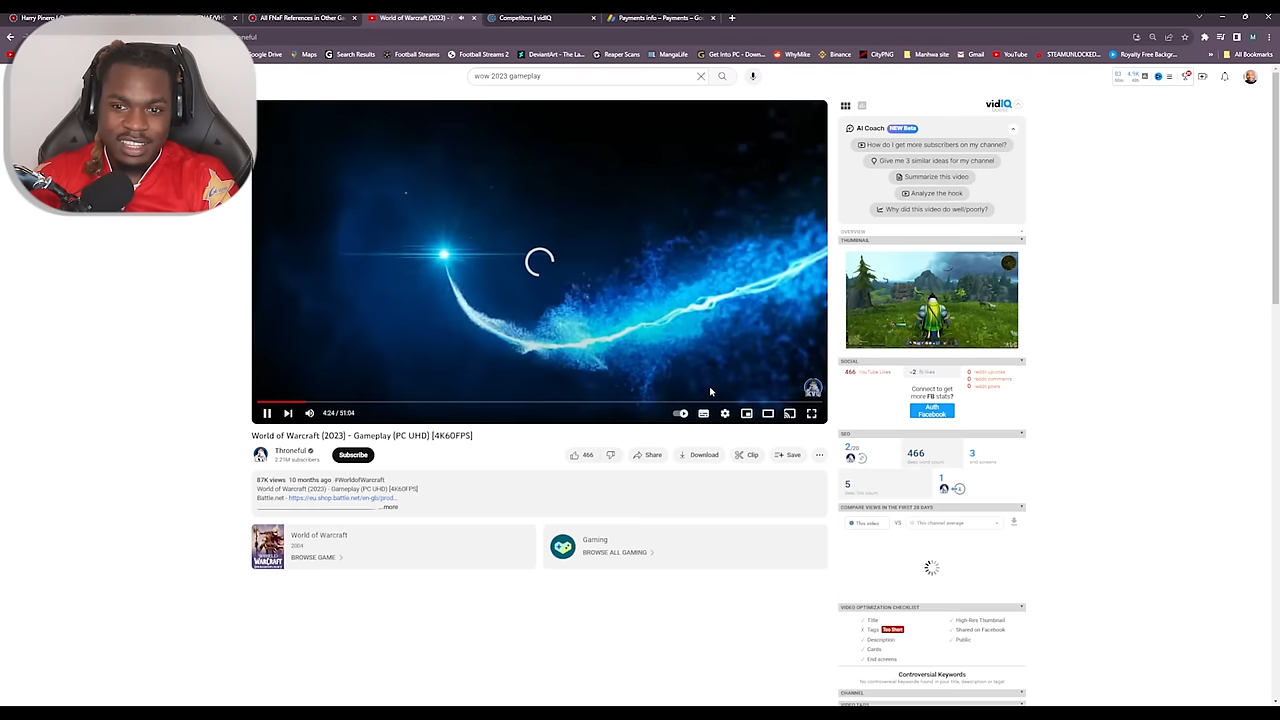 Harry Pinero
All FNaF References in Other Ga
World of Warcraft (2023) -
Competitors | vidIQ
Payments info – Payments – Go
Drive
Maps
Search Results
Football Streams
Football Streams 2
DeviantArt - The La...
Reaper Scans
MangaLife
Get Into PC - Down...
WhyMike
Binance
CityPNG
Manhwa site
Gmail
YouTube
STEAMUNLOCKED...
Royalty Free Backgr...
All Bookmarks
wow 2023 gameplay
vidIQ
AI Coach NEW Beta
How do I get more subscribers on my channel?
Give me 3 similar ideas for my channel
Summarize this video
Analyze the hook
Why did this video do well/poorly?
OVERVIEW
THUMBNAIL
SOCIAL
466 YouTube Likes
-2 fb likes
0 reddit upvotes
0 reddit comments
0 reddit posts
Connect to get
more FB stats?
Auth
Facebook
4:24 / 51:04
World of Warcraft (2023) - Gameplay (PC UHD) [4K60FPS]
Throneful
2.21M subscribers
Subscribe
466
Share
Download
Clip
Save
87K views 10 months ago #WorldofWarcraft
World of Warcraft (2023) - Gameplay (PC UHD) [4K60FPS]
Battle.net - https://eu.shop.battle.net/en-gb/prod...
...more
World of Warcraft
2004
BROWSE GAME
Gaming
BROWSE ALL GAMING
SEO
2/20
466
desc word count
3
end screens
5
desc link count
1
COMPARE VIEWS IN THE FIRST 28 DAYS
This video
VS
This channel average
VIDEO OPTIMIZATION CHECKLIST
Title
High-Res Thumbnail
Tags Too Short
Shared on Facebook
Description
Public
Cards
End screens
Controversial Keywords
No controversial keywords found in your title, description or tags!
CHANNEL
VIDEO TAGS